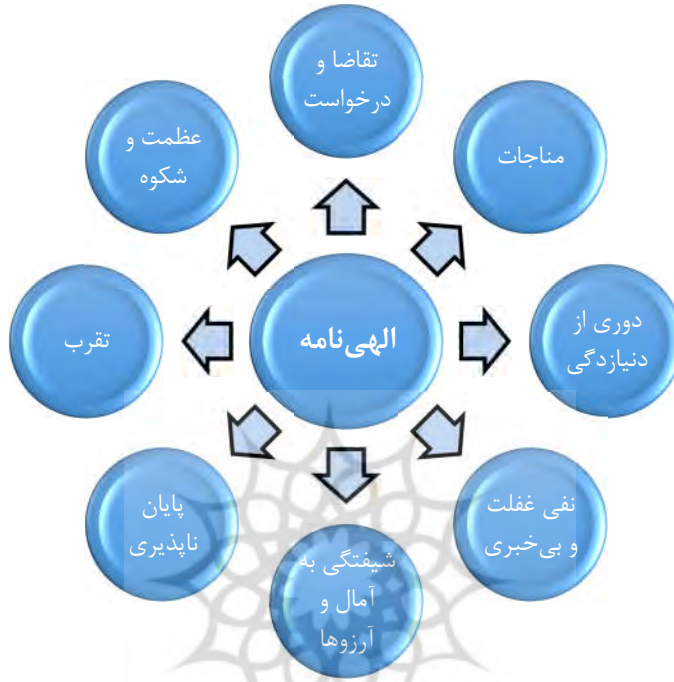 تقاضا و
درخواست
مناجات
دوری از
دنیازدگی
نفی غفلت
و بی‌خبری
شیفتگی به
آمال و
آرزوها
پایان
ناپذیری
تقرب
عظمت و
شکوه
الهی‌نامه